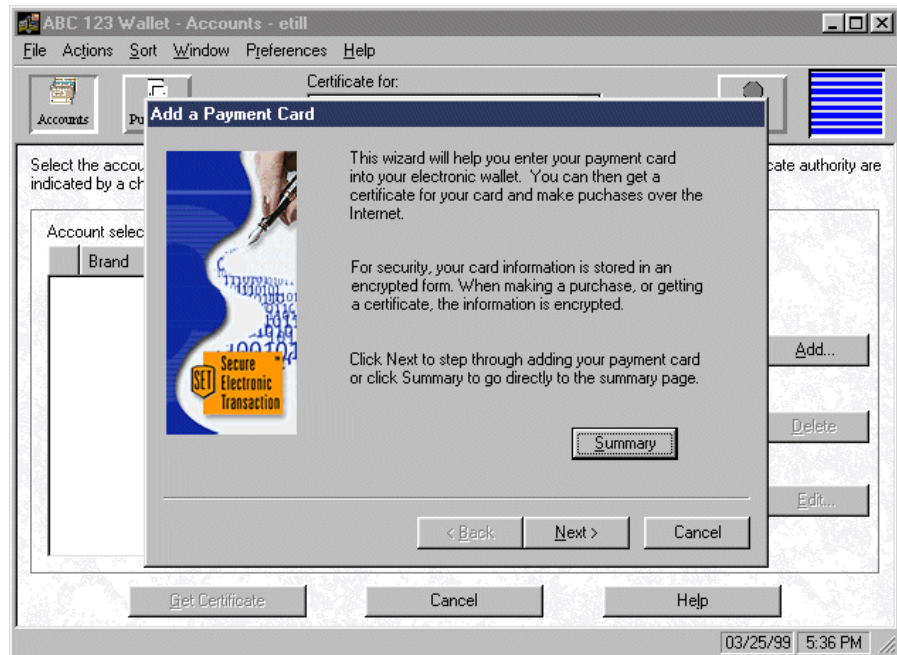 ABC 123 Wallet - Accounts - etill
File Actions Sort Window Preferences Help
Certificate for:
Accounts
Pu
Add a Payment Card
Select the accou
cate authority are
indicated by a ch
Account selec
Brand
This wizard will help you enter your payment card
into your electronic wallet. You can then get a
certificate for your card and make puchases over the
Internet.
For security, your card information is stored in an
encrypted form. When making a purchase, or getting
a certificate, the information is encrypted.
Click Next to step through adding your payment card
or click Summary to go directly to the summary page.
SET
Secure ™
Electronic
Transaction
Summary
< Back
Next >
Cancel
Add...
Delete
Edit...
Get Certificate
Cancel
Help
03/25/99 5:36 PM